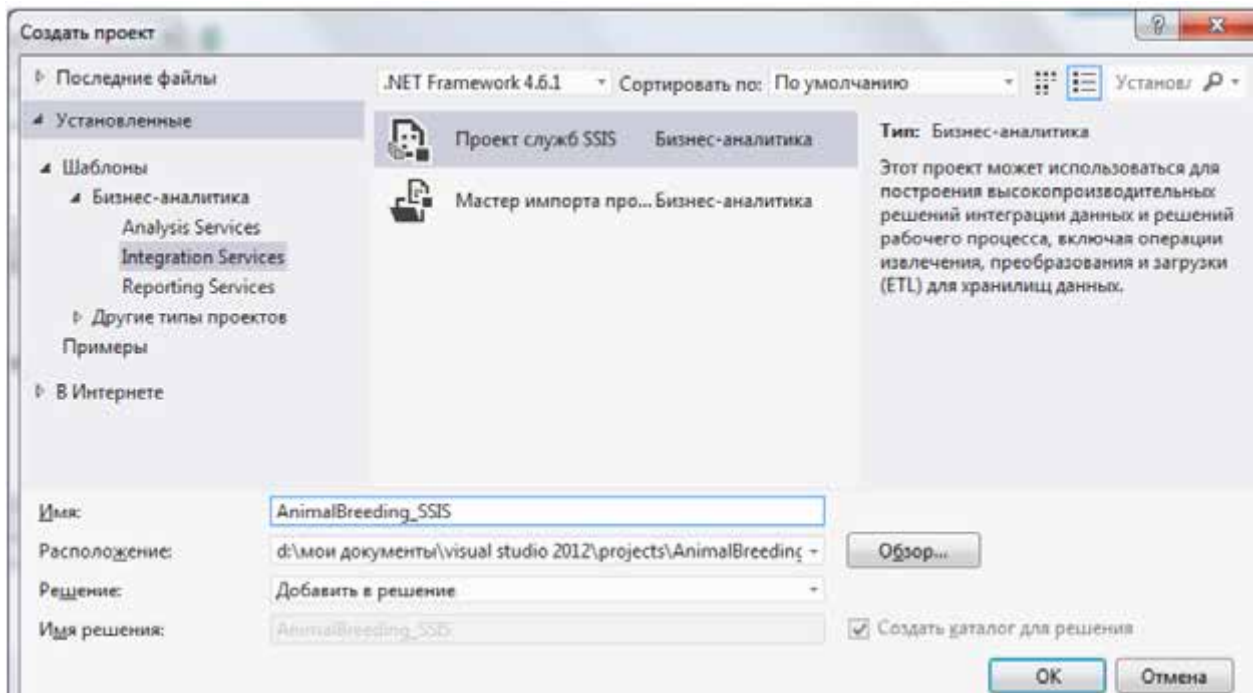 Создать проект
Последние файлы
.NET Framework 4.6.1 Сортировать по: По умолчанию
Установленные
Шаблоны
Бизнес-аналитика
Analysis Services
Integration Services
Reporting Services
Другие типы проектов
Примеры
В Интернете
Проект служб SSIS Бизнес-аналитика
Мастер импорта про... Бизнес-аналитика
Тип: Бизнес-аналитика
Этот проект может использоваться для
построения высокопроизводительных
решений интеграции данных и решений
рабочего процесса, включая операции
извлечения, преобразования и загрузки
(ETL) для хранилищ данных.
Имя: AnimalBreeding_SSIS
Расположение: d:\мои документы\visual studio 2012\projects\AnimalBreeding Обзор...
Решение: Добавить в решение
Имя решения: AnimalBreeding_SSIS
Создать каталог для решения
OK Отмена